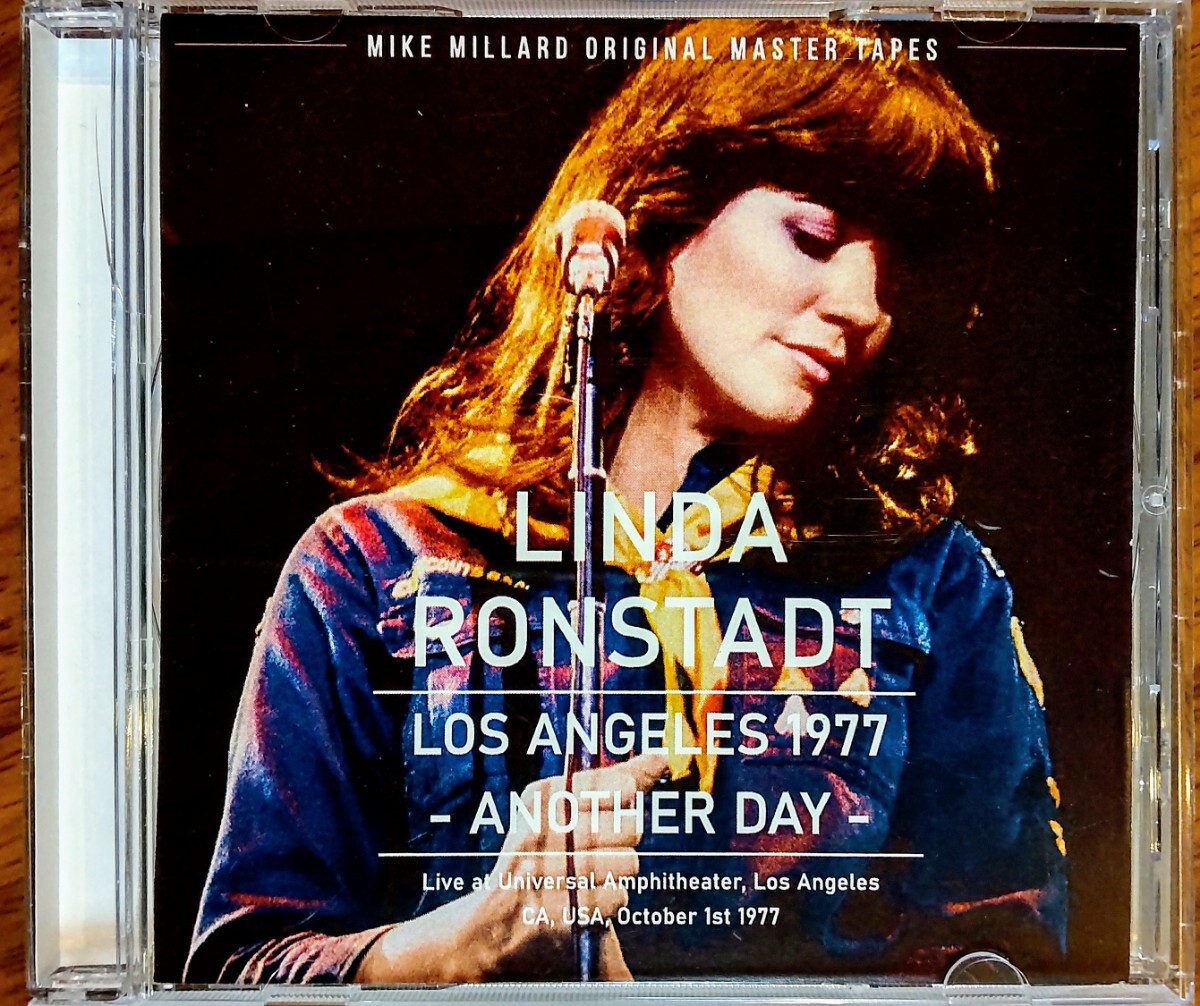 MIKE MILLARD ORIGINAL MASTER TAPES
SCOUT
LINDA
RONSTADT
LOS ANGELES 1977
- ANOTHER DAY -
Live at Universal Amphitheater, Los Angeles
CA, USA, October 1st 1977